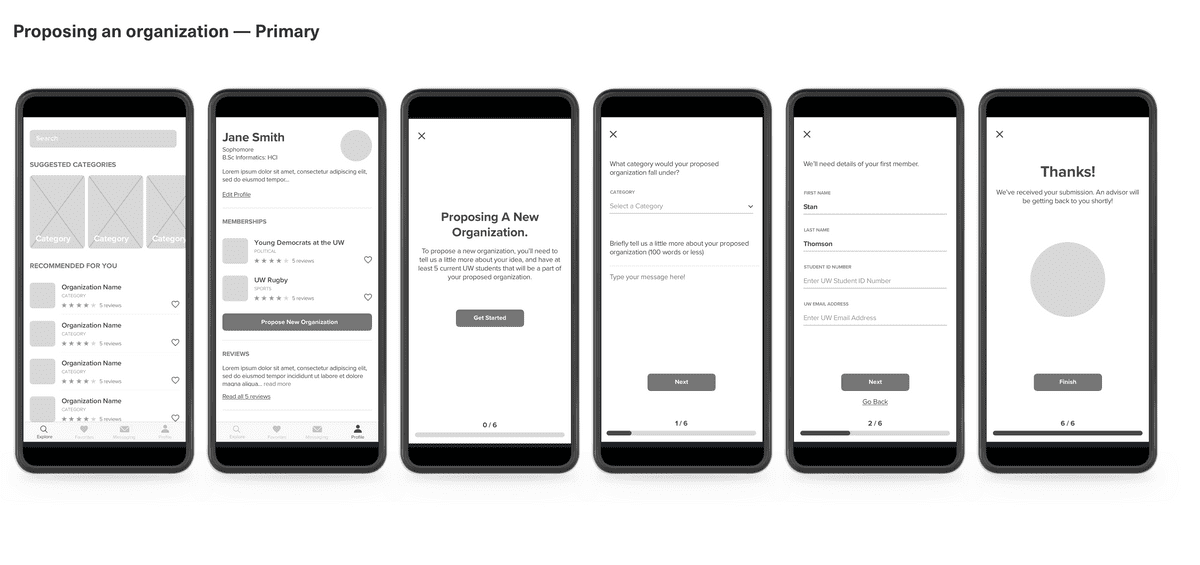 Proposing an organization — Primary
Search
SUGGESTED CATEGORIES
Category
Category
Category
RECOMMENDED FOR YOU
Organization Name
CATEGORY
5 reviews
Organization Name
CATEGORY
5 reviews
Organization Name
CATEGORY
5 reviews
Organization Name
CATEGORY
5 reviews
Explore
Favorites
Messaging
Profile
Jane Smith
Sophomore
B.Sc Informatics: HCI
Lorem ipsum dolor sit amet, consectetur adipiscing elit,
sed do eiusmod tempor...
Edit Profile
MEMBERSHIPS
Young Democrats at the UW
POLITICAL
5 reviews
UW Rugby
SPORTS
5 reviews
Propose New Organization
REVIEWS
Lorem ipsum dolor sit amet, consectetur adipiscing elit,
sed do eiusmod tempor incididunt ut labore et dolore
magna aliqua... read more
Read all 5 reviews
Explore
Favorites
Messaging
Profile
Proposing A New
Organization.
To propose a new organization, you'll need to
tell us a little more about your idea, and have at
least 5 current UW students that will be a part of
your proposed organization.
Get Started
0 / 6
What category would your proposed
organization fall under?
CATEGORY
Select a Category
Briefly tell us a little more about your proposed
organization (100 words or less)
Type your message here!
Next
1 / 6
We'll need details of your first member.
FIRST NAME
Stan
LAST NAME
Thomson
STUDENT ID NUMBER
Enter UW Student ID Number
UW EMAIL ADDRESS
Enter UW Email Address
Next
Go Back
2 / 6
Thanks!
We've received your submission. An advisor will
be getting back to you shortly!
Finish
6 / 6